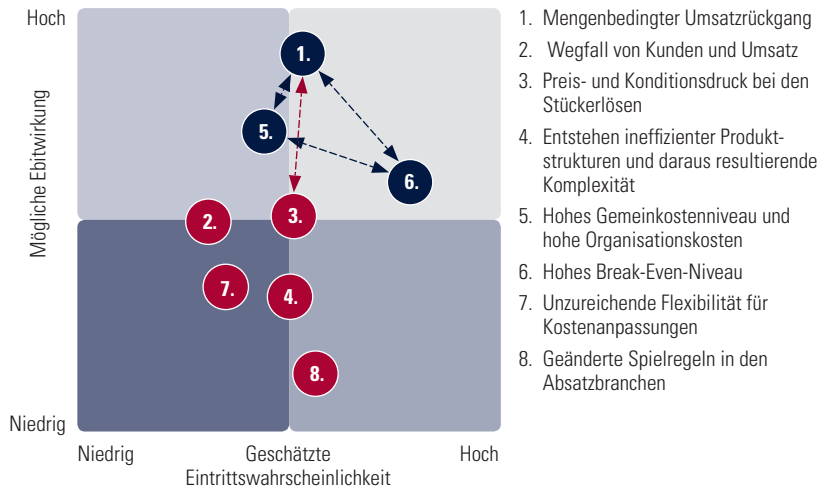 Hoch
Mögliche Ebitwirkung
Niedrig
1.
5.
6.
2.
3.
7.
4.
8.
Niedrig
Geschätzte
Eintrittswahrscheinlichkeit
Hoch
1. Mengenbedingter Umsatzrückgang
2. Wegfall von Kunden und Umsatz
3. Preis- und Konditionsdruck bei den
Stückerlösen
4. Entstehen ineffizienter Produkt-
strukturen und daraus resultierende
Komplexität
5. Hohes Gemeinkostenniveau und
hohe Organisationskosten
6. Hohes Break-Even-Niveau
7. Unzureichende Flexibilität für
Kostenanpassungen
8. Geänderte Spielregeln in den
Absatzbranchen